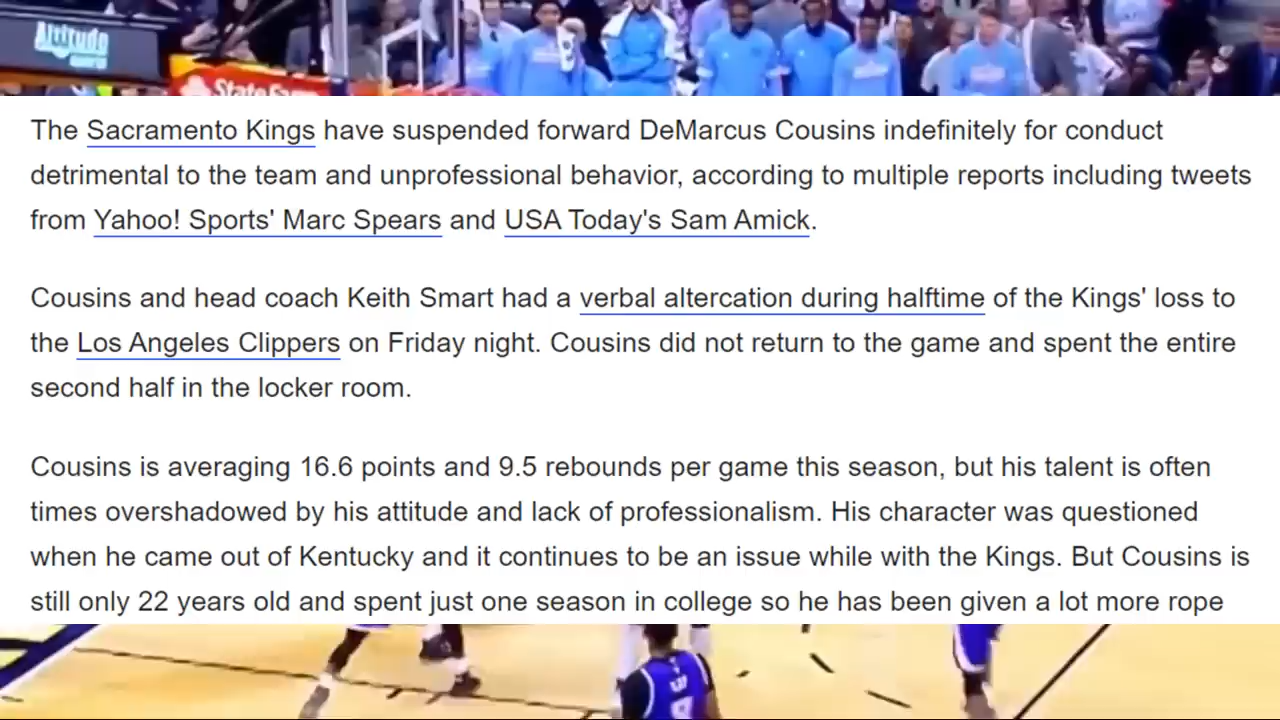 Altitude
State Farm
The Sacramento Kings have suspended forward DeMarcus Cousins indefinitely for conduct
detrimental to the team and unprofessional behavior, according to multiple reports including tweets
from Yahoo! Sports' Marc Spears and USA Today's Sam Amick.
Cousins and head coach Keith Smart had a verbal altercation during halftime of the Kings' loss to
the Los Angeles Clippers on Friday night. Cousins did not return to the game and spent the entire
second half in the locker room.
Cousins is averaging 16.6 points and 9.5 rebounds per game this season, but his talent is often
times overshadowed by his attitude and lack of professionalism. His character was questioned
when he came out of Kentucky and it continues to be an issue while with the Kings. But Cousins is
still only 22 years old and spent just one season in college so he has been given a lot more rope